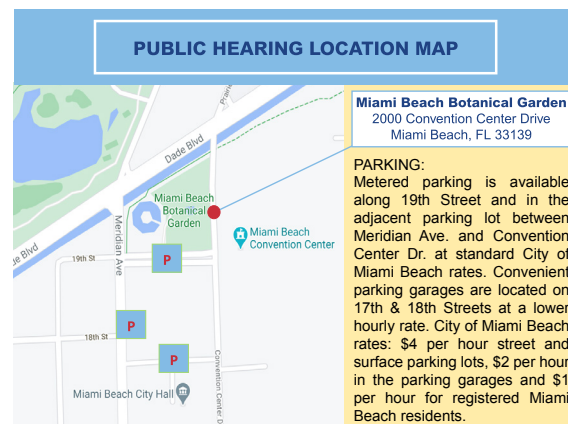 PUBLIC HEARING LOCATION MAP
Miami Beach Botanical Garden
2000 Convention Center Drive
Miami Beach, FL 33139
PARKING:
Metered parking is available
along 19th Street and in the
adjacent parking lot between
Meridian Ave. and Convention
Center Dr. at standard City of
Miami Beach rates. Convenient
parking garages are located on
17th & 18th Streets at a lower
hourly rate. City of Miami Beach
rates: $4 per hour street and
surface parking lots, $2 per hour
in the parking garages and $1
per hour for registered Miami
Beach residents.
Prairi
Dade Blvd
Miami Beach
Botanical
Garden
Meridian Ave
Miami Beach
Convention Center
e Blvd
19th St
P
P
18th St
P
Convention Center D
Miami Beach City Hall